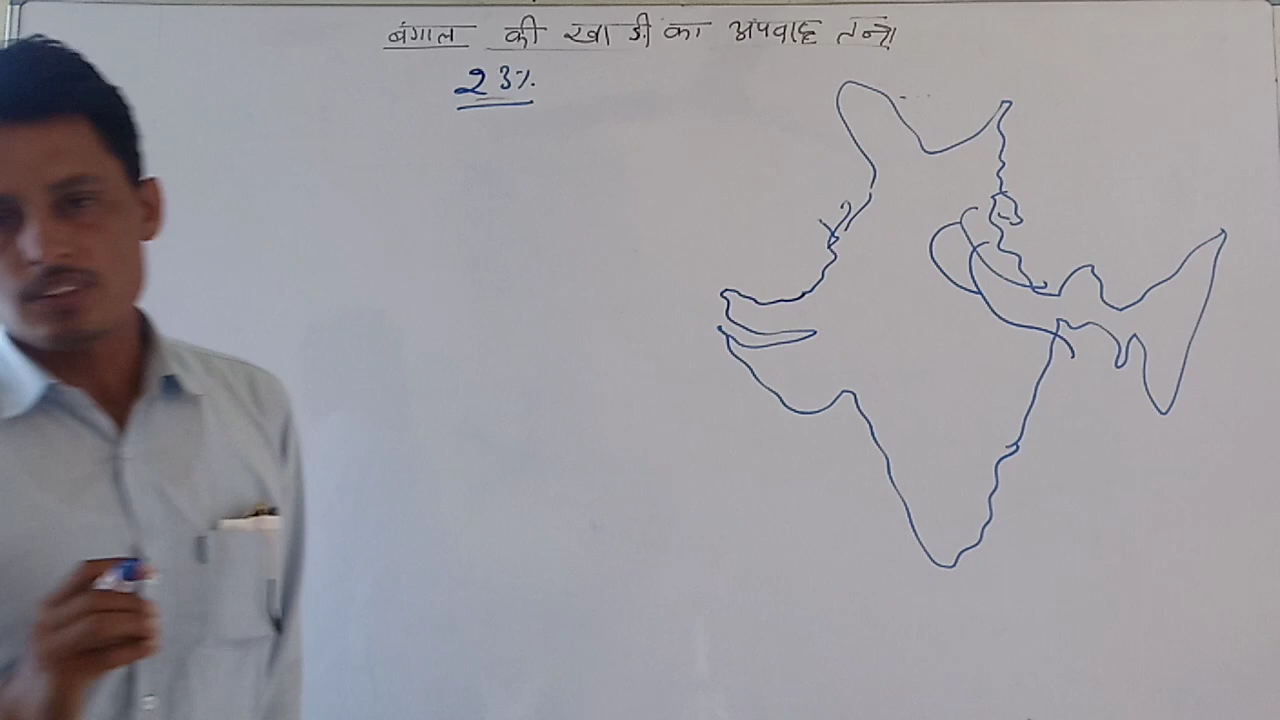 बंगाल की खाडी का अपवाह तन्त्र
23%